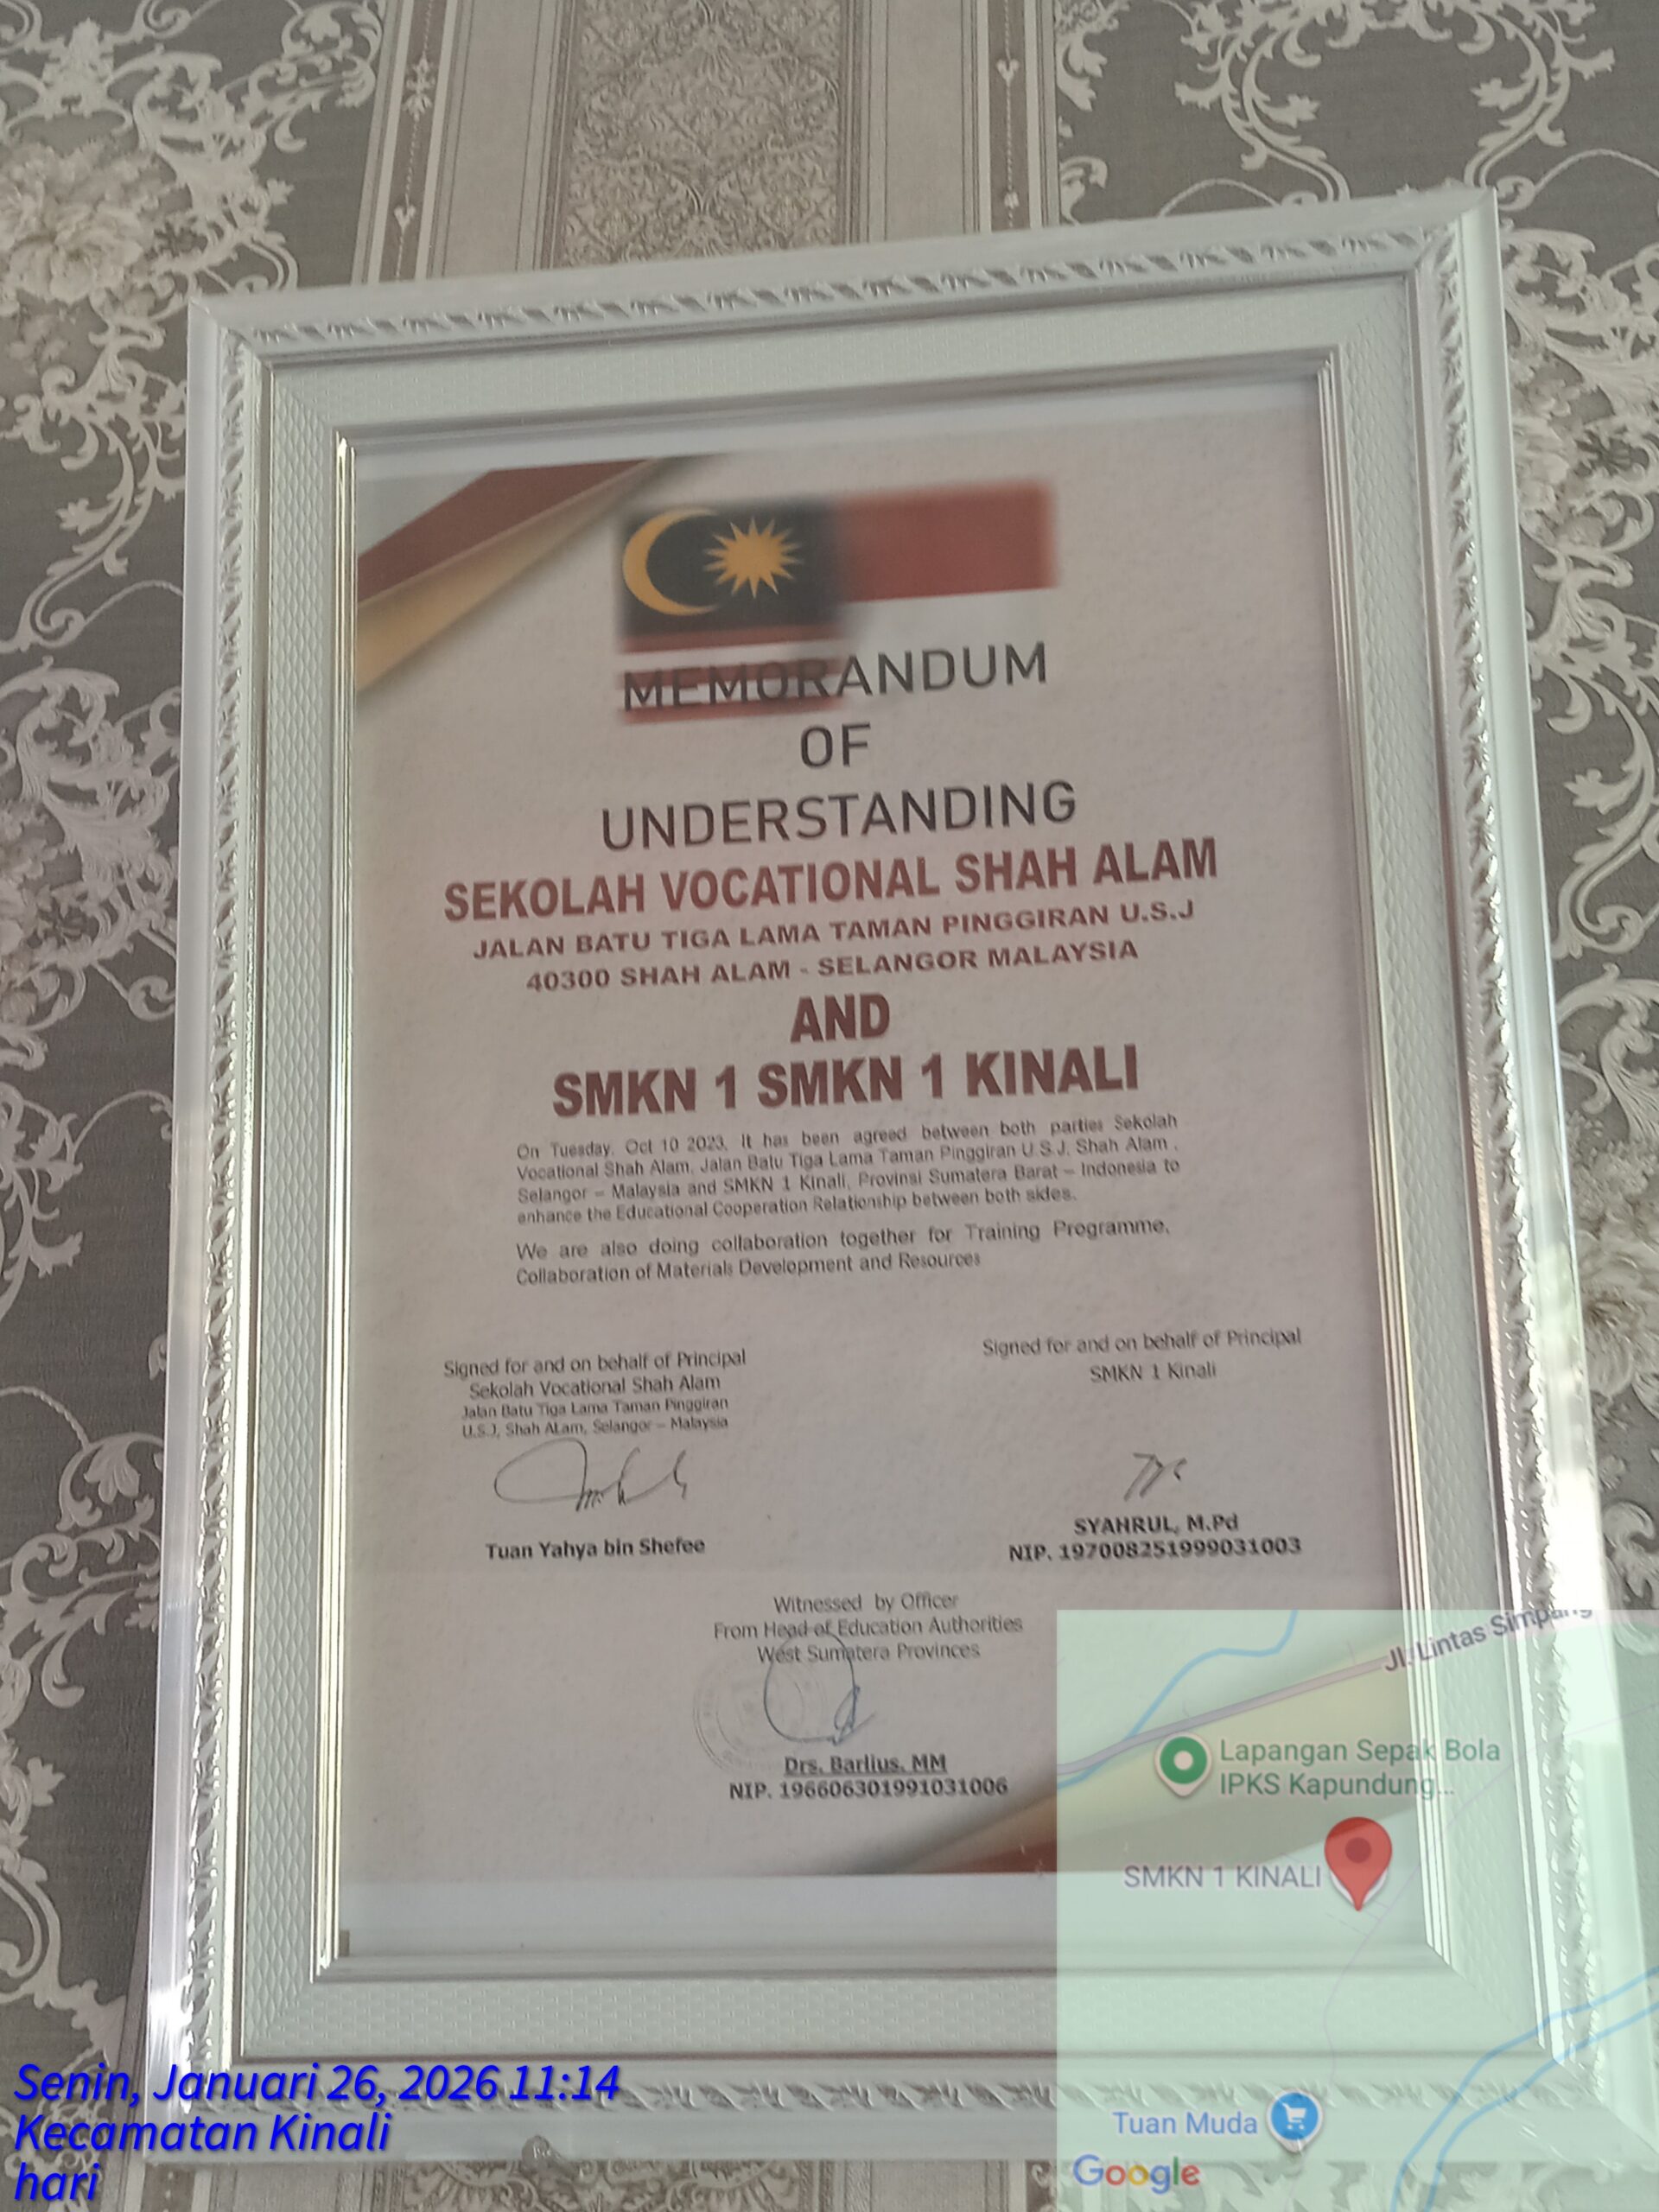 MEMORANDUM
OF
UNDERSTANDING
SEKOLAH VOCATIONAL SHAH ALAM
JALAN BATU TIGA LAMA TAMAN PINGGIRAN U.S.J
40300 SHAH ALAM - SELANGOR MALAYSIA
AND
SMKN 1 SMKN 1 KINALI
On Tuesday, Oct 10 2023, It has been agreed between both parties Sekolah
Vocational Shah Alam, Jalan Batu Tiga Lama Taman Pinggiran U.S.J. Shah Alam ,
Selangor – Malaysia and SMKN 1 Kinali, Provinsi Sumatera Barat – Indonesia to
enhance the Educational Cooperation Relationship between both sides.
We are also doing collaboration together for Training Programme,
Collaboration of Materials Development and Resources
Signed for and on behalf of Principal
Sekolah Vocational Shah Alam
Jalan Batu Tiga Lama Taman Pinggiran
U.S.J, Shah ALam, Selangor – Malaysia
Tuan Yahya bin Shefee
Signed for and on behalf of Principal
SMKN 1 Kinali
SYAHRUL, M.Pd
NIP. 197008251999031003
Witnessed by Officer
From Head of Education Authorities
West Sumatera Provinces
Drs. Barlius, MM
NIP. 196606301991031006
Jl. Lintas Simpang
Lapangan Sepak Bola
IPKS Kapundung...
SMKN 1 KINALI
Tuan Muda
Google
Senin, Januari 26, 2026 11:14
Kecamatan Kinali
hari